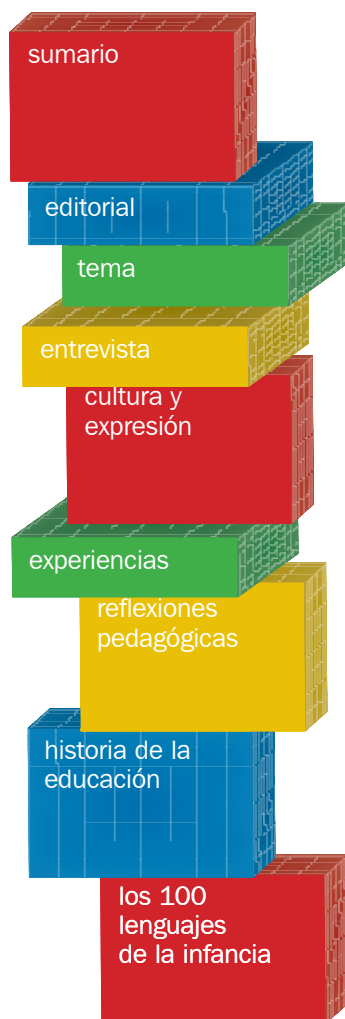 sumario
editorial
tema
entrevista
cultura y
expresión
experiencias
reflexiones
pedagógicas
historia de la
educación
los 100
lenguajes
de la infancia